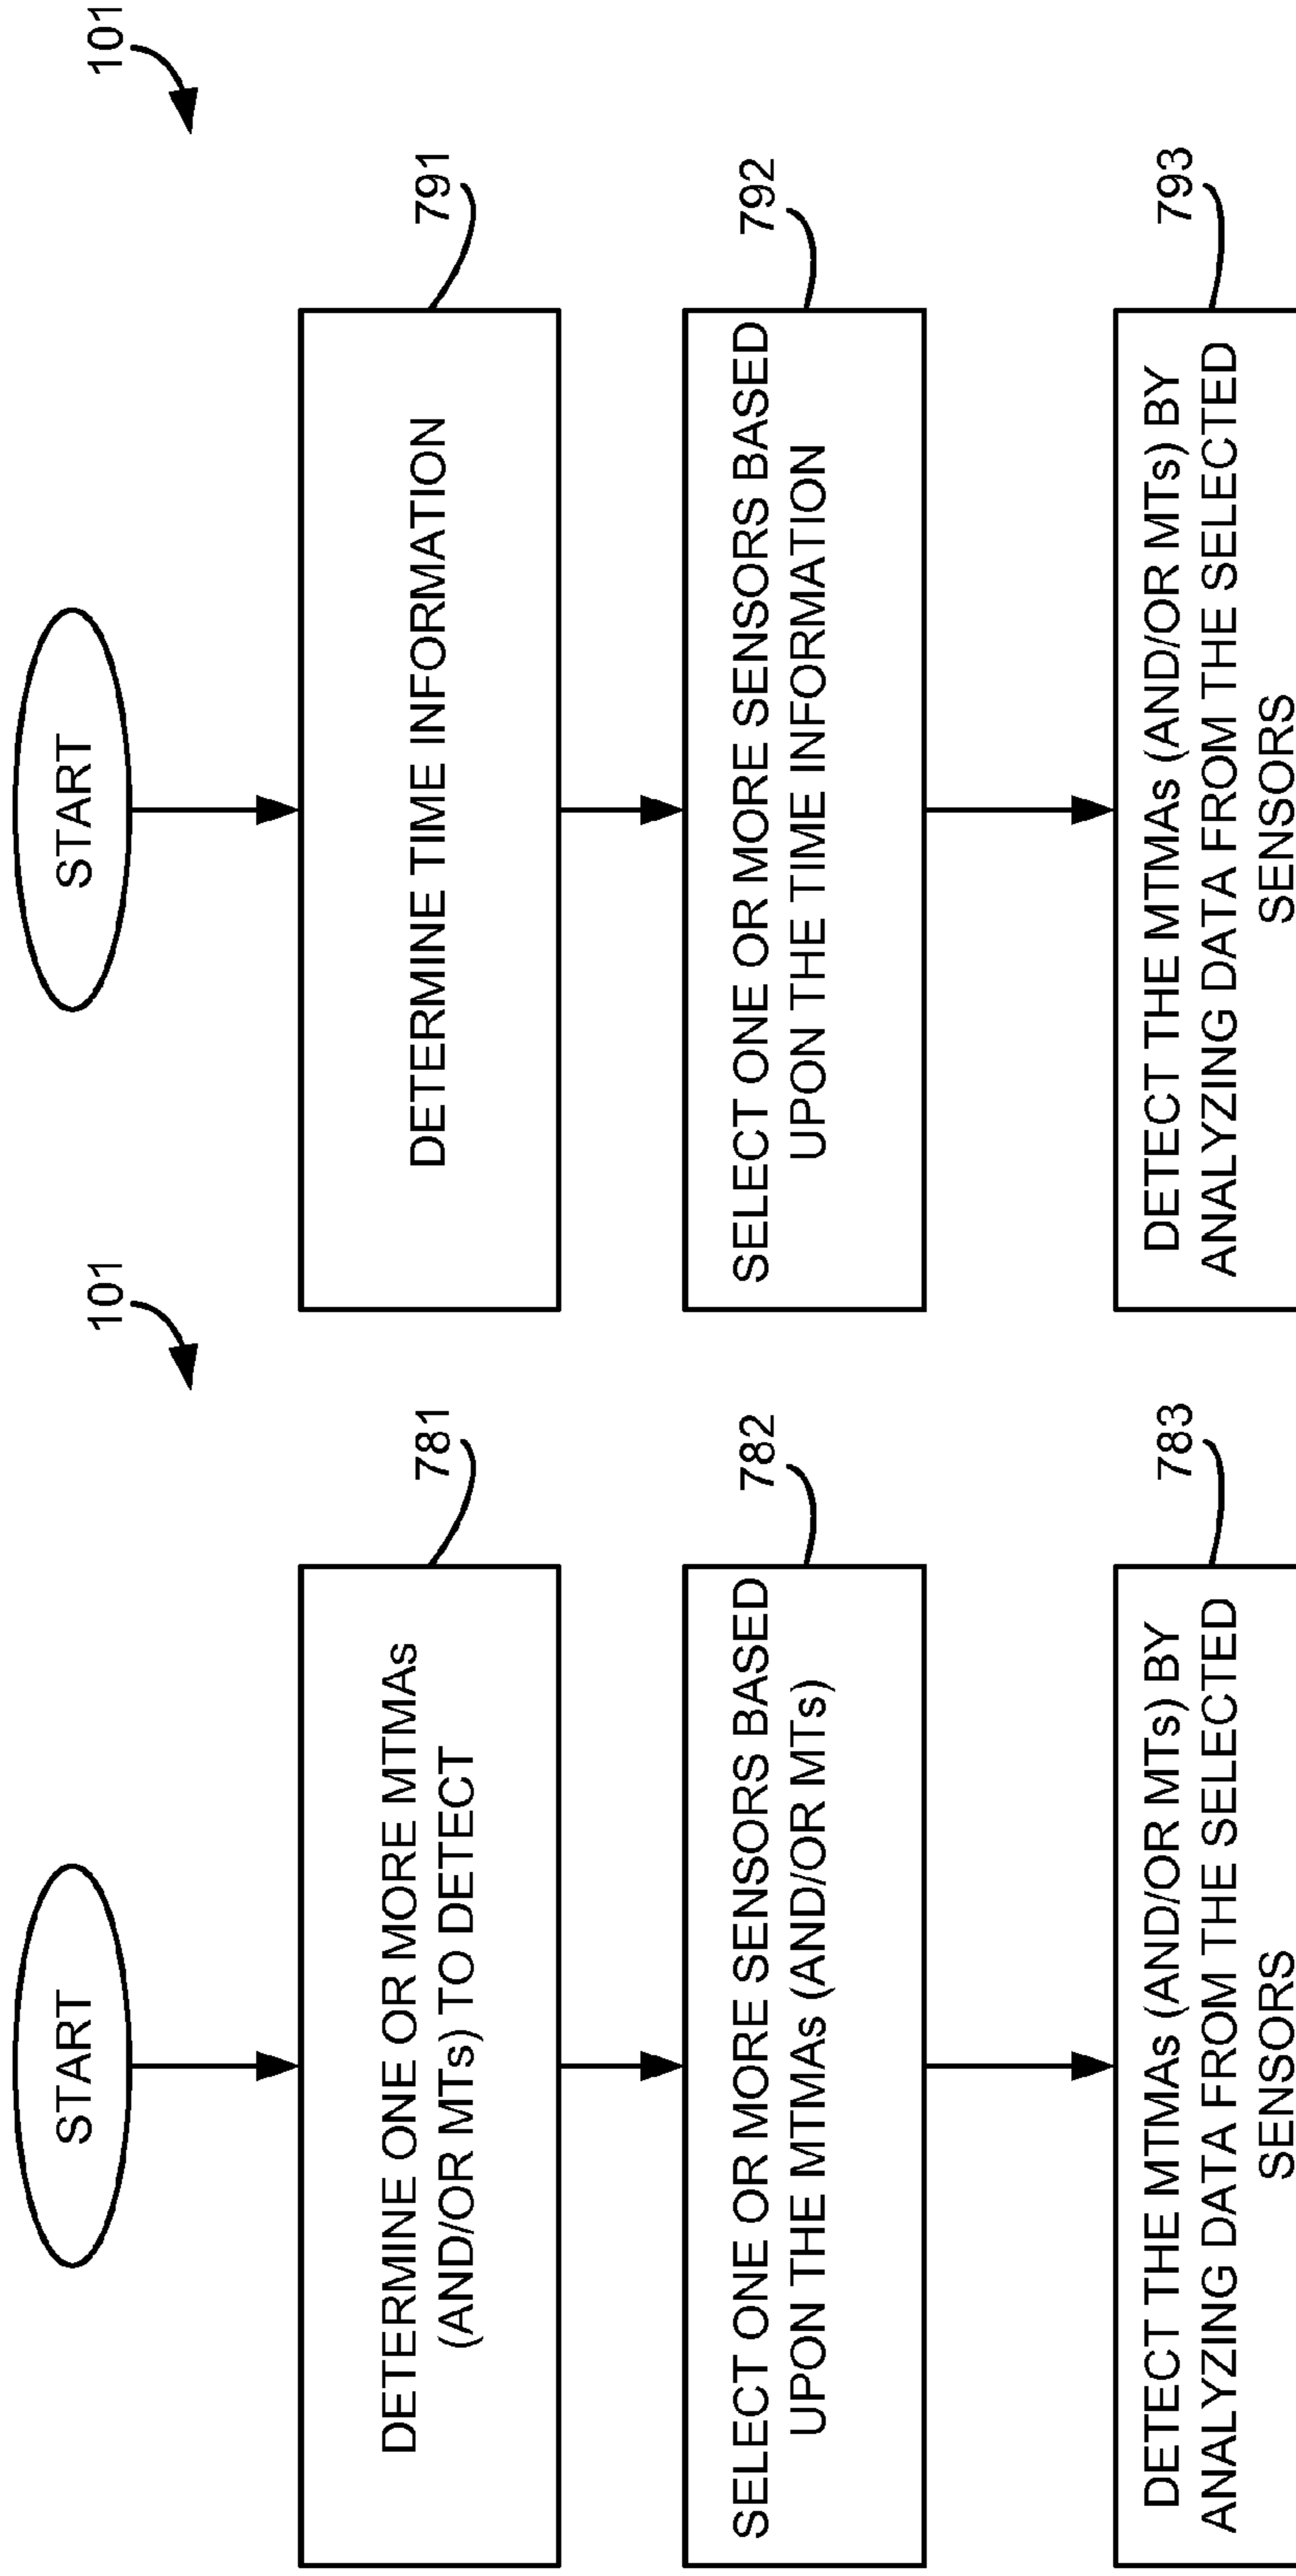 101
START
781
DETERMINE ONE OR MORE MTMAs
(AND/OR MTs) TO DETECT
782
SELECT ONE OR MORE SENSORS BASED
UPON THE MTMAs (AND/OR MTs)
783
DETECT THE MTMAs (AND/OR MTs) BY
ANALYZING DATA FROM THE SELECTED
SENSORS
101
START
791
DETERMINE TIME INFORMATION
792
SELECT ONE OR MORE SENSORS BASED
UPON THE TIME INFORMATION
793
DETECT THE MTMAs (AND/OR MTs) BY
ANALYZING DATA FROM THE SELECTED
SENSORS